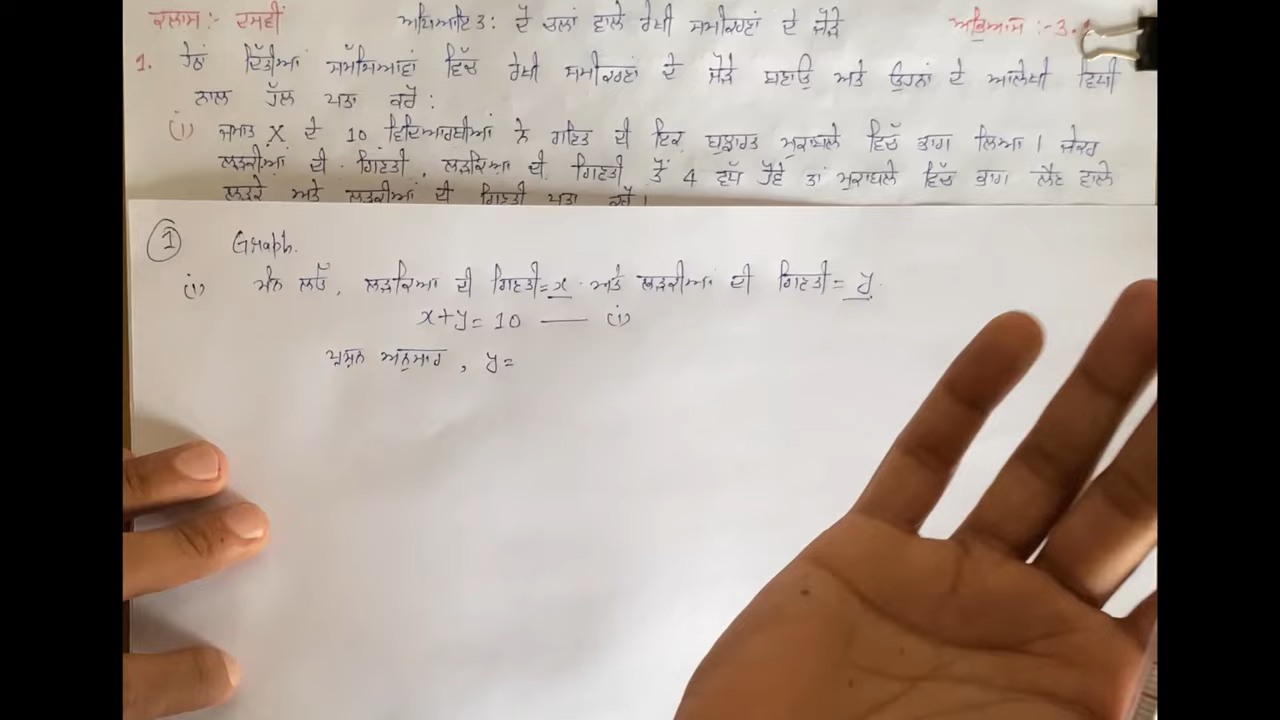 ਕਲਾਸ :- ਦਸਵੀਂ ਅਧਿਆਇ 3 : ਦੋ ਚਲਾਂ ਵਾਲੇ ਰੇਖੀ ਸਮੀਕਰਣਾਂ ਦੇ ਜੋੜੇ ਅਭਿਆਸ :- 3.
1. ਹੇਠਾਂ ਦਿੱਤੀਆਂ ਸਮੱਸਿਆਵਾਂ ਵਿੱਚ ਰੇਖੀ ਸਮੀਕਰਣਾਂ ਦੇ ਜੋੜੇ ਬਣਾਓ ਅਤੇ ਉਹਨਾਂ ਦੇ ਆਲੇਖੀ ਵਿਧੀ
ਨਾਲ ਹੱਲ ਪਤਾ ਕਰੋ :
(i) ਜਮਾਤ X ਦੇ 10 ਵਿਦਿਆਰਥੀਆਂ ਨੇ ਗਣਿਤ ਦੀ ਇਕ ਬੁਝਾਰਤ ਮੁਕਾਬਲੇ ਵਿੱਚ ਭਾਗ ਲਿਆ । ਜੇਕਰ
ਲੜਕੀਆਂ ਦੀ ਗਿਣਤੀ , ਲੜਕਿਆਂ ਦੀ ਗਿਣਤੀ ਤੋਂ 4 ਵੱਧ ਹੋਵੇ ਤਾਂ ਮੁਕਾਬਲੇ ਵਿੱਚ ਭਾਗ ਲੈਣ ਵਾਲੇ
ਲੜਕੇ ਅਤੇ ਲੜਕੀਆਂ ਦੀ ਗਿਣਤੀ ਪਤਾ ਕਰੋ ।
1 Graph.
(i) ਮੰਨ ਲਓ , ਲੜਕਿਆਂ ਦੀ ਗਿਣਤੀ = x ਅਤੇ ਲੜਕੀਆਂ ਦੀ ਗਿਣਤੀ = y.
x+y = 10 — (i)
ਪ੍ਰਸ਼ਨ ਅਨੁਸਾਰ , y =